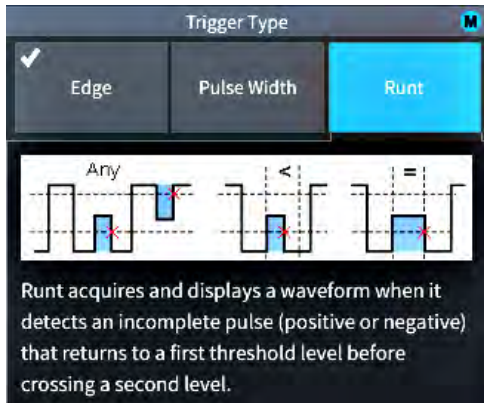 Trigger Type
M
Edge
Pulse Width
Runt
Any
<
=
Runt acquires and displays a waveform when it
detects an incomplete pulse (positive or negative)
that returns to a first threshold level before
crossing a second level.